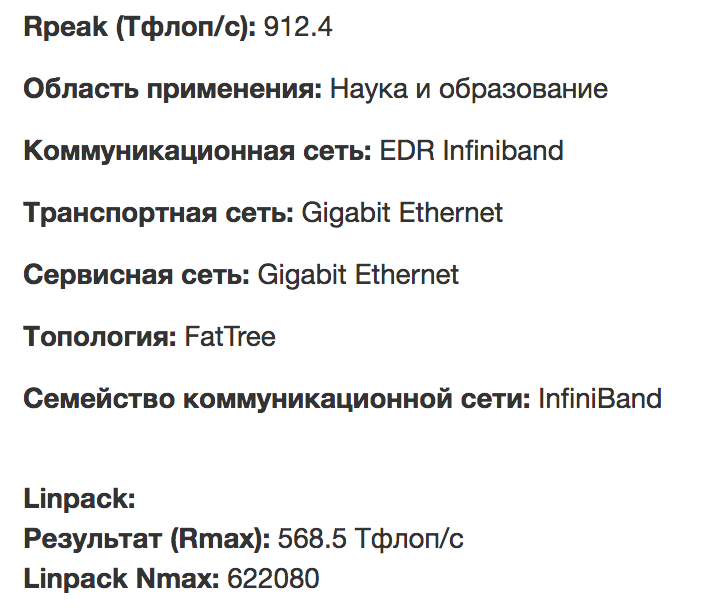 Rpeak (Тфлоп/с): 912.4
Область применения: Наука и образование
Коммуникационная сеть: EDR Infiniband
Транспортная сеть: Gigabit Ethernet
Сервисная сеть: Gigabit Ethernet
Топология: FatTree
Семейство коммуникационной сети: InfiniBand
Linpack:
Результат (Rmax): 568.5 Тфлоп/с
Linpack Nmax: 622080